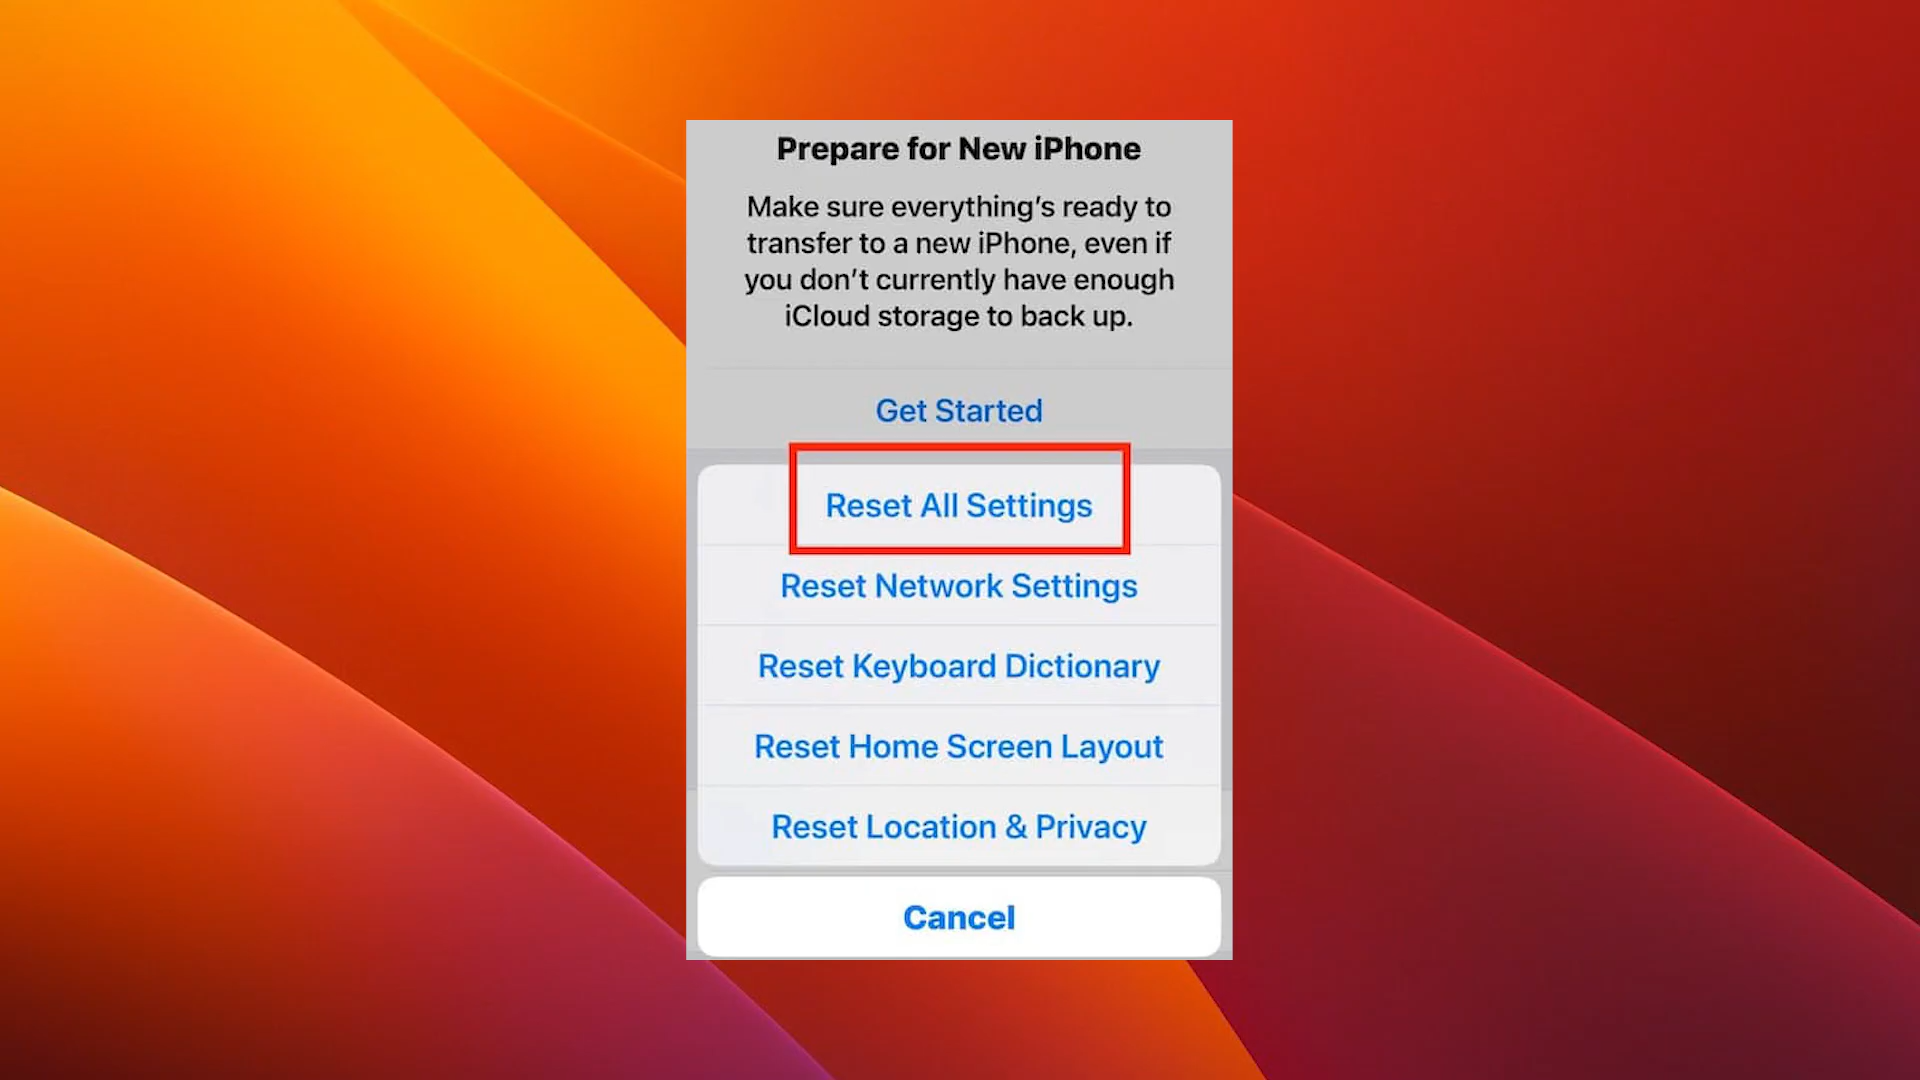 Prepare for New iPhone
Make sure everything's ready to
transfer to a new iPhone, even if
you don't currently have enough
iCloud storage to back up.
Get Started
Reset All Settings
Reset Network Settings
Reset Keyboard Dictionary
Reset Home Screen Layout
Reset Location & Privacy
Cancel